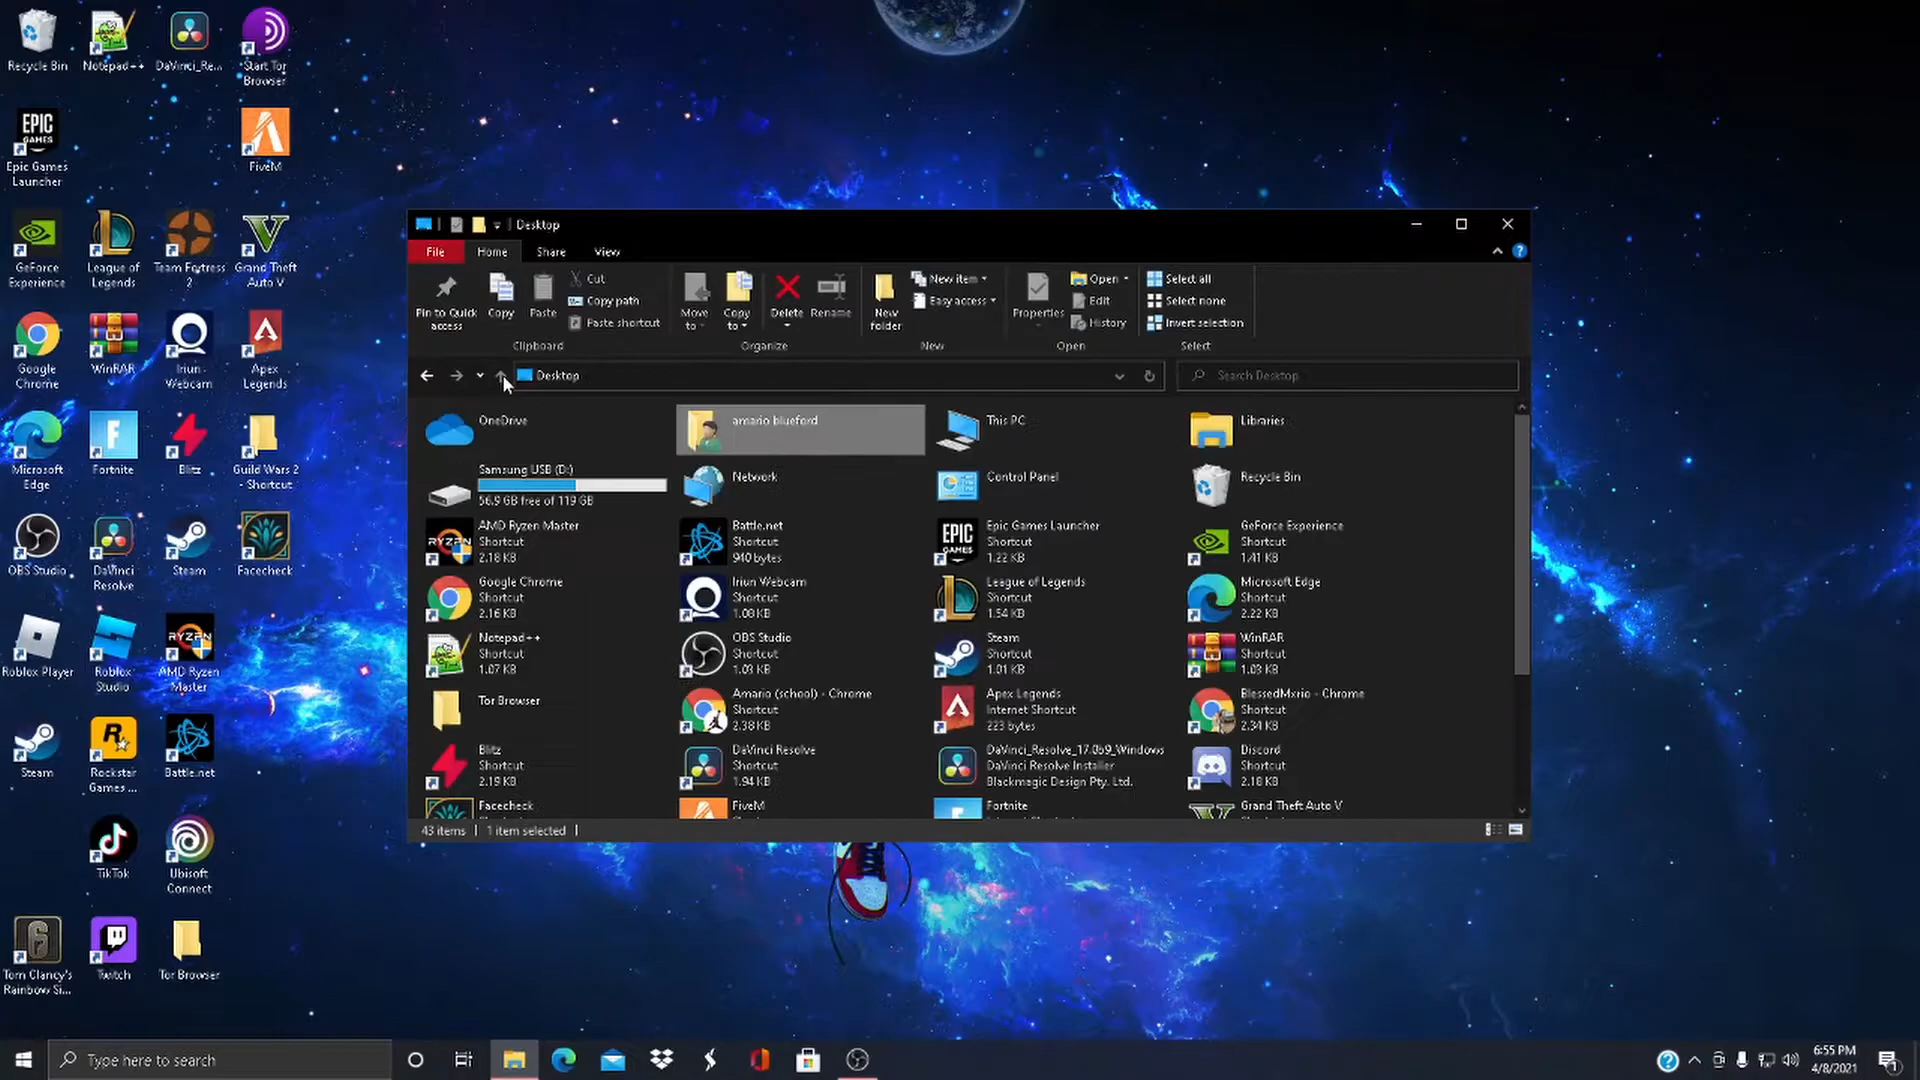 Recycle Bin
Notepad++
DaVinci_Re...
Start Tor
Browser
EPIC
GAMES
Epic Games
Launcher
FiveM
GeForce
Experience
League of
Legends
Team Fortress
2
Grand Theft
Auto V
Google
Chrome
WinRAR
Iriun
Webcam
Apex
Legends
Microsoft
Edge
Fortnite
Blitz
Guild Wars 2
- Shortcut
OBS Studio
DaVinci
Resolve
Steam
Facecheck
Roblox Player
Roblox
Studio
RYZEN
AMD Ryzen
Master
Steam
Rockstar
Games ...
Battle.net
TikTok
Ubisoft
Connect
Tom Clancy's
Rainbow Si...
Twitch
Tor Browser
Desktop
File
Home
Share
View
Pin to Quick
access
Copy
Paste
Cut
Copy path
Paste shortcut
Clipboard
Move
to
Copy
to
Delete
Rename
Organize
New
folder
New item
Easy access
New
Properties
Open
Edit
History
Open
Select all
Select none
Invert selection
Select
Desktop
Search Desktop
OneDrive
amario blueford
This PC
Libraries
Samsung USB (D:)
56.9 GB free of 119 GB
Network
Control Panel
Recycle Bin
RYZEN
AMD Ryzen Master
Shortcut
2.18 KB
Battle.net
Shortcut
940 bytes
EPIC
GAMES
Epic Games Launcher
Shortcut
1.22 KB
GeForce Experience
Shortcut
1.41 KB
Google Chrome
Shortcut
2.16 KB
Iriun Webcam
Shortcut
1.08 KB
League of Legends
Shortcut
1.54 KB
Microsoft Edge
Shortcut
2.22 KB
Notepad++
Shortcut
1.07 KB
OBS Studio
Shortcut
1.03 KB
Steam
Shortcut
1.01 KB
WinRAR
Shortcut
1.03 KB
Tor Browser
Amario (school) - Chrome
Shortcut
2.38 KB
Apex Legends
Internet Shortcut
223 bytes
BlessedMxrio - Chrome
Shortcut
2.34 KB
Blitz
Shortcut
2.19 KB
DaVinci Resolve
Shortcut
1.94 KB
DaVinci_Resolve_17.0b9_Windows
DaVinci Resolve Installer
Blackmagic Design Pty. Ltd.
Discord
Shortcut
2.18 KB
Facecheck
FiveM
Fortnite
Grand Theft Auto V
43 items
1 item selected
Type here to search
6:55 PM
4/8/2021